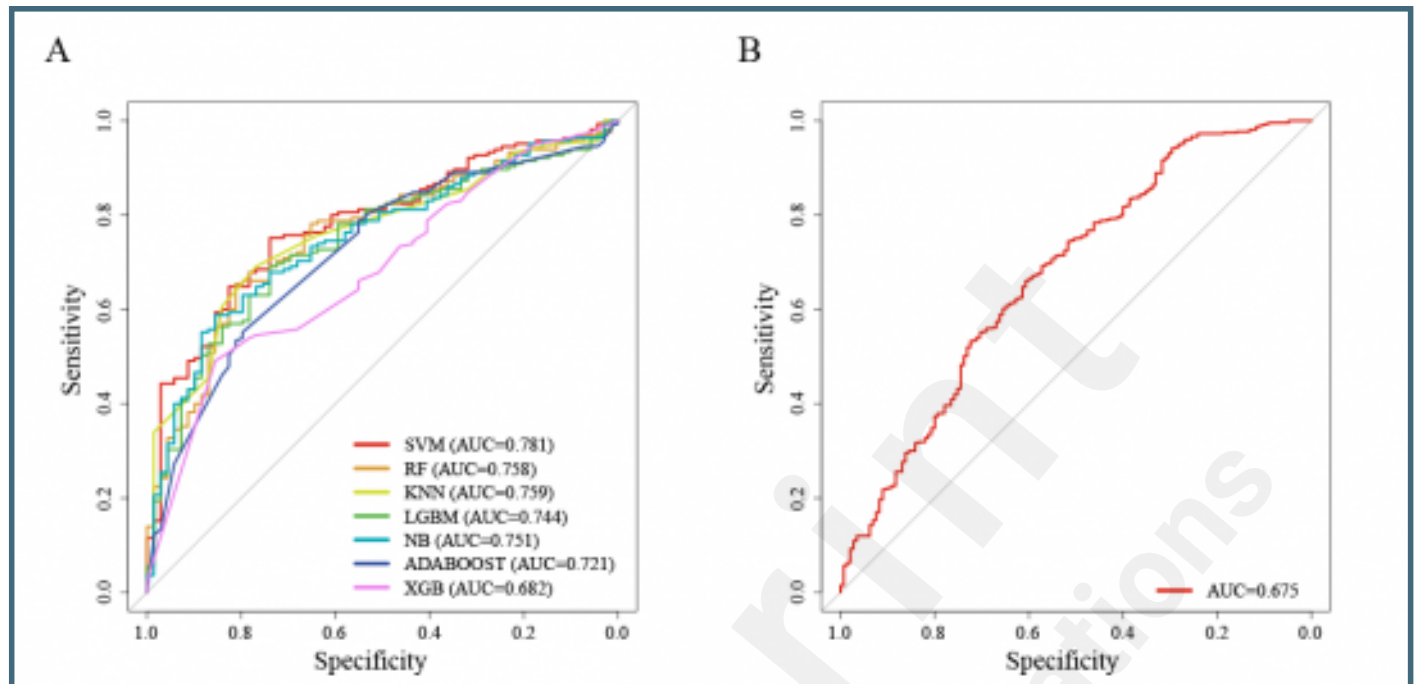 A
B
1.0
0.8
0.6
0.4
0.2
0.0
Sensitivity
SVM (AUC=0.781)
RF (AUC=0.758)
KNN (AUC=0.759)
LGBM (AUC=0.744)
NB (AUC=0.751)
ADABOOST (AUC=0.721)
XGB (AUC=0.682)
1.0 0.8 0.6 0.4 0.2 0.0
Specificity
1.0
0.8
0.6
0.4
0.2
0.0
Sensitivity
AUC=0.675
1.0 0.8 0.6 0.4 0.2 0.0
Specificity